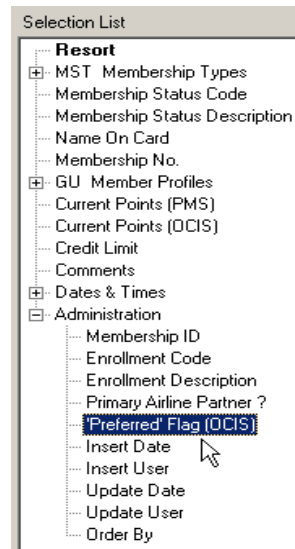 Selection List
Resort
MST Membership Types
Membership Status Code
Membership Status Description
Name On Card
Membership No.
GU Member Profiles
Current Points (PMS)
Current Points (OCIS)
Credit Limit
Comments
Dates & Times
Administration
Membership ID
Enrollment Code
Enrollment Description
Primary Airline Partner ?
'Preferred' Flag (OCIS)
Insert Date
Insert User
Update Date
Update User
Order By